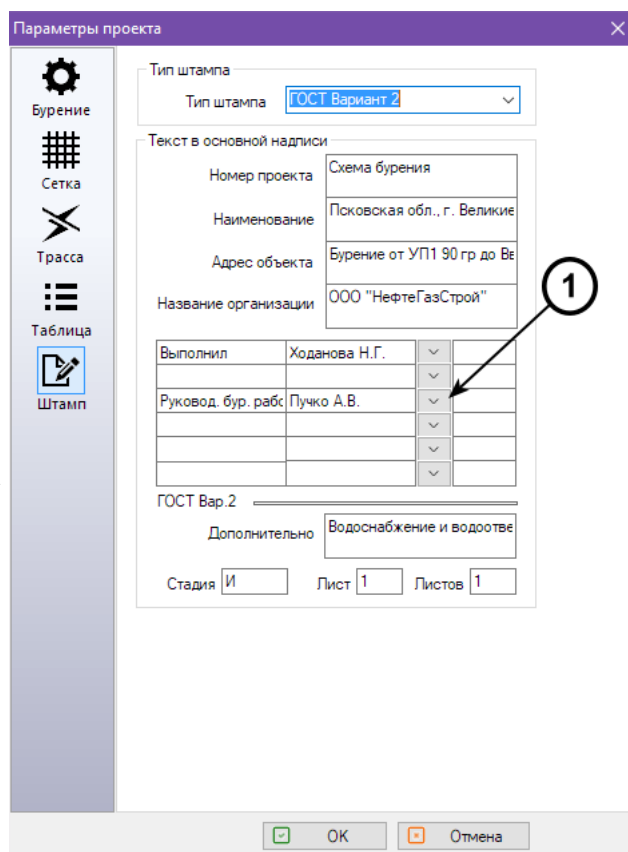 Параметры проекта
Бурение
Сетка
Трасса
Таблица
Штамп
Тип штампа
Тип штампа ГОСТ Вариант 2
Текст в основной надписи
Номер проекта Схема бурения
Наименование Псковская обл., г. Великие
Адрес объекта Бурение от УП1 90 гр до Ве
Название организации ООО "НефтеГазСтрой"
1
Выполнил Ходанова Н.Г.
Руковод. бур. рабс Пучко А.В.
ГОСТ Вар.2
Дополнительно Водоснабжение и водоотве
Стадия И Лист 1 Листов 1
OK Отмена